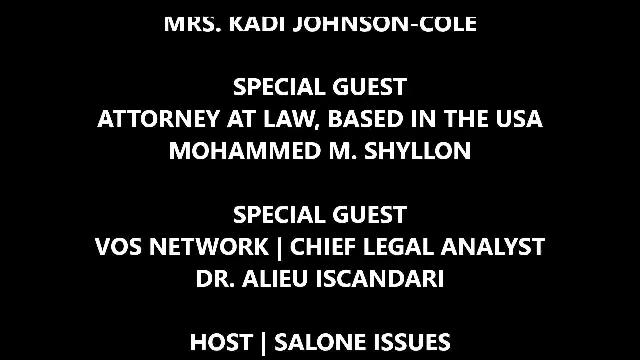 MRS. KADI JOHNSON-COLE
SPECIAL GUEST
ATTORNEY AT LAW, BASED IN THE USA
MOHAMMED M. SHYLLON
SPECIAL GUEST
VOS NETWORK | CHIEF LEGAL ANALYST
DR. ALIEU ISCANDARI
HOST | SALONE ISSUES